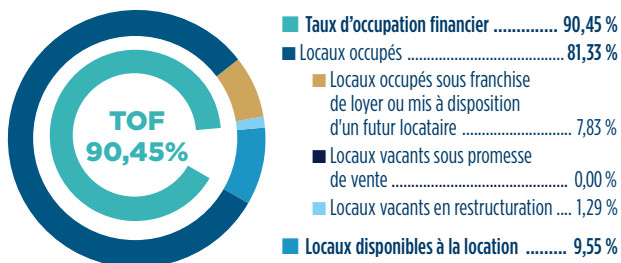 TOF
90,45%
Taux d'occupation financier .............. 90,45 %
Locaux occupés ....................................... 81,33 %
Locaux occupés sous franchise
de loyer ou mis à disposition
d'un futur locataire ............................ 7,83 %
Locaux vacants sous promesse
de vente ............................................ 0,00 %
Locaux vacants en restructuration .... 1,29 %
Locaux disponibles à la location ......... 9,55 %